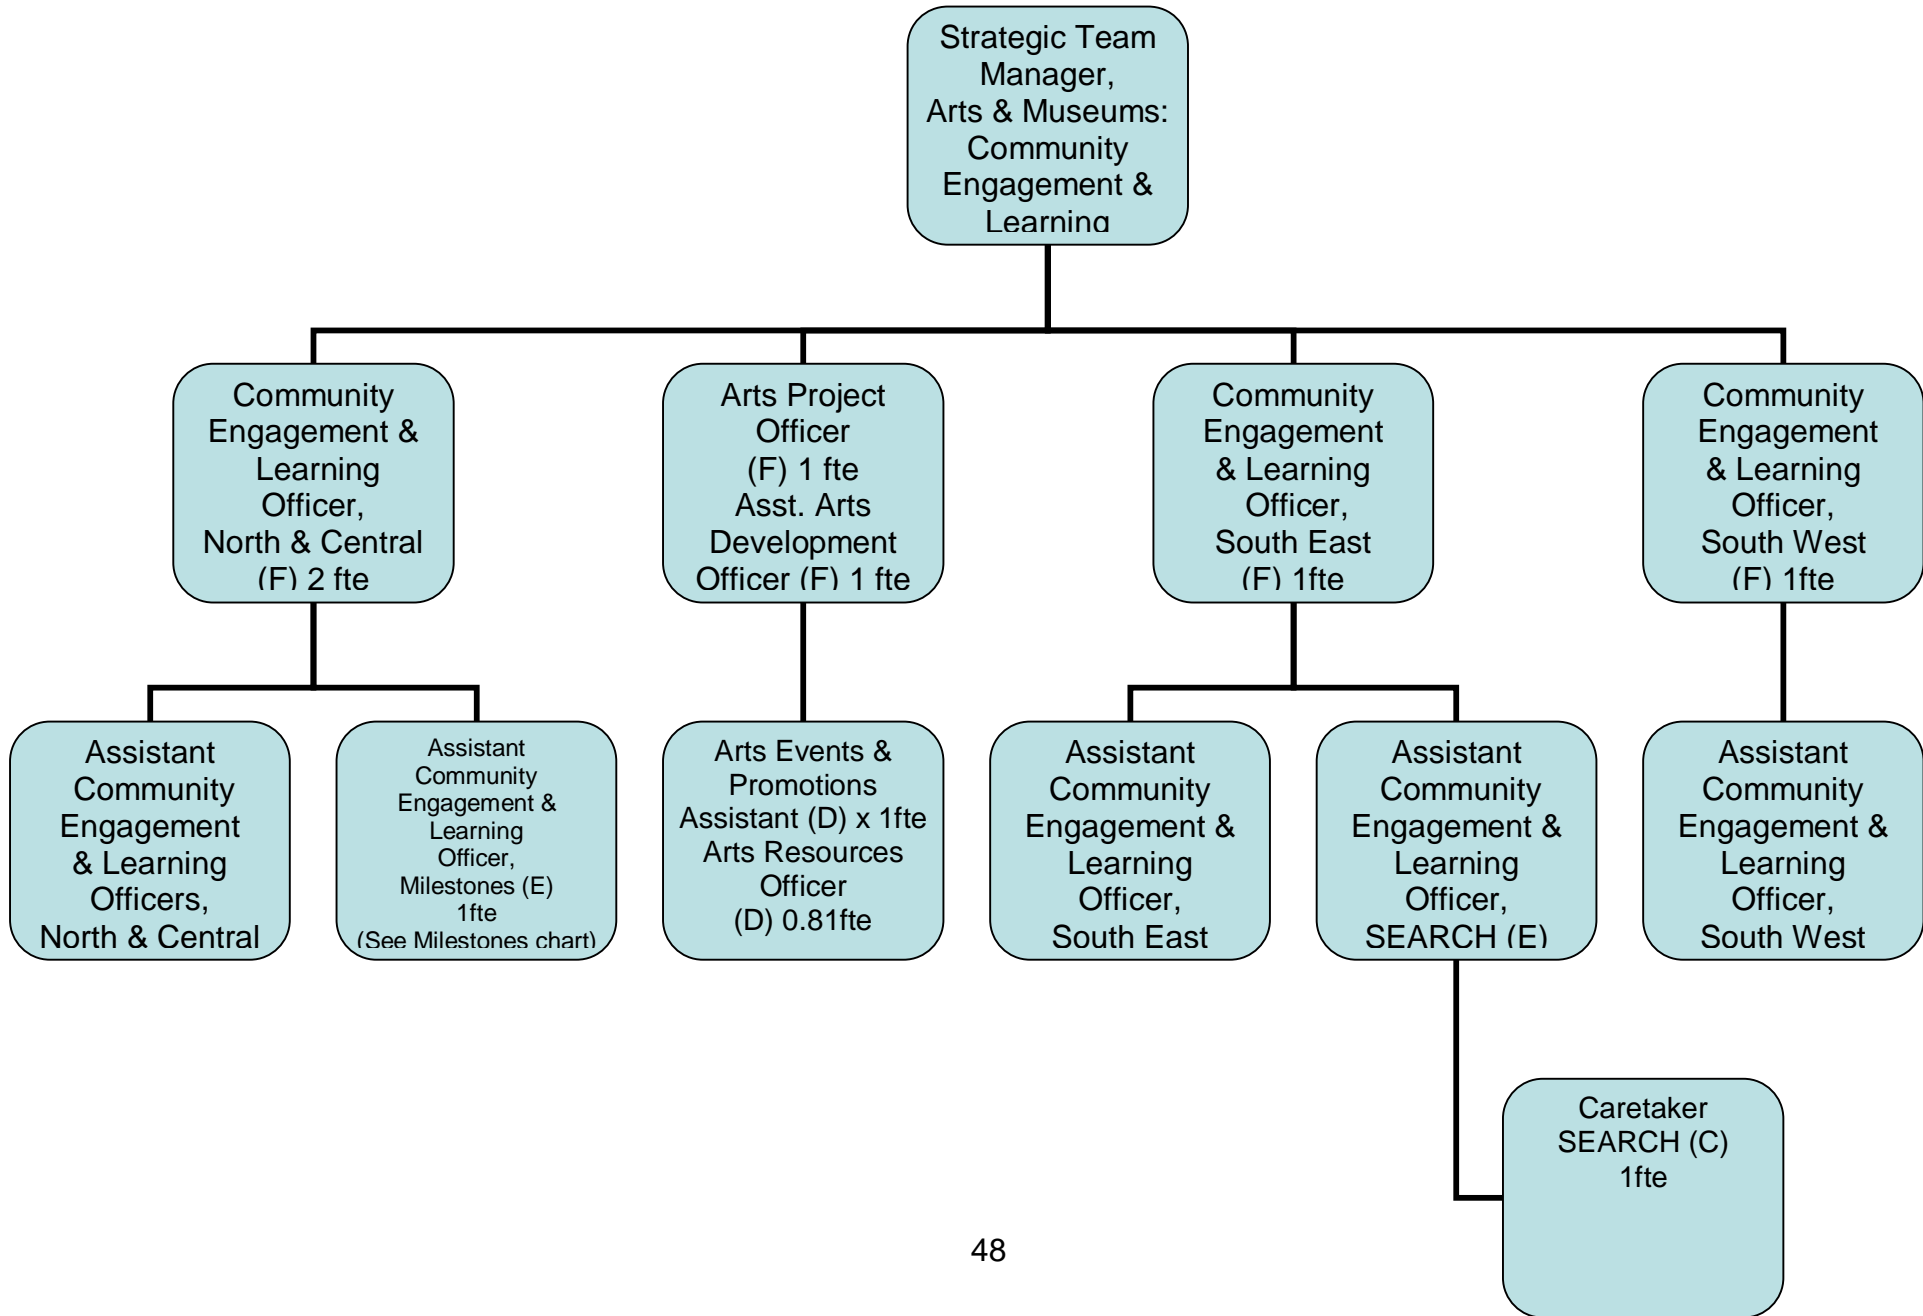 Strategic Team
Manager,
Arts & Museums:
Community
Engagement &
Learning
Community
Engagement &
Learning
Officer,
North & Central
(F) 2 fte
Arts Project
Officer
(F) 1 fte
Asst. Arts
Development
Officer (F) 1 fte
Community
Engagement
& Learning
Officer,
South East
(F) 1fte
Community
Engagement
& Learning
Officer,
South West
(F) 1fte
Assistant
Community
Engagement
& Learning
Officers,
North & Central
Assistant
Community
Engagement &
Learning
Officer,
Milestones (E)
1fte
(See Milestones chart)
Arts Events &
Promotions
Assistant (D) x 1fte
Arts Resources
Officer
(D) 0.81fte
Assistant
Community
Engagement &
Learning
Officer,
South East
Assistant
Community
Engagement &
Learning
Officer,
SEARCH (E)
Assistant
Community
Engagement &
Learning
Officer,
South West
Caretaker
SEARCH (C)
1fte
48